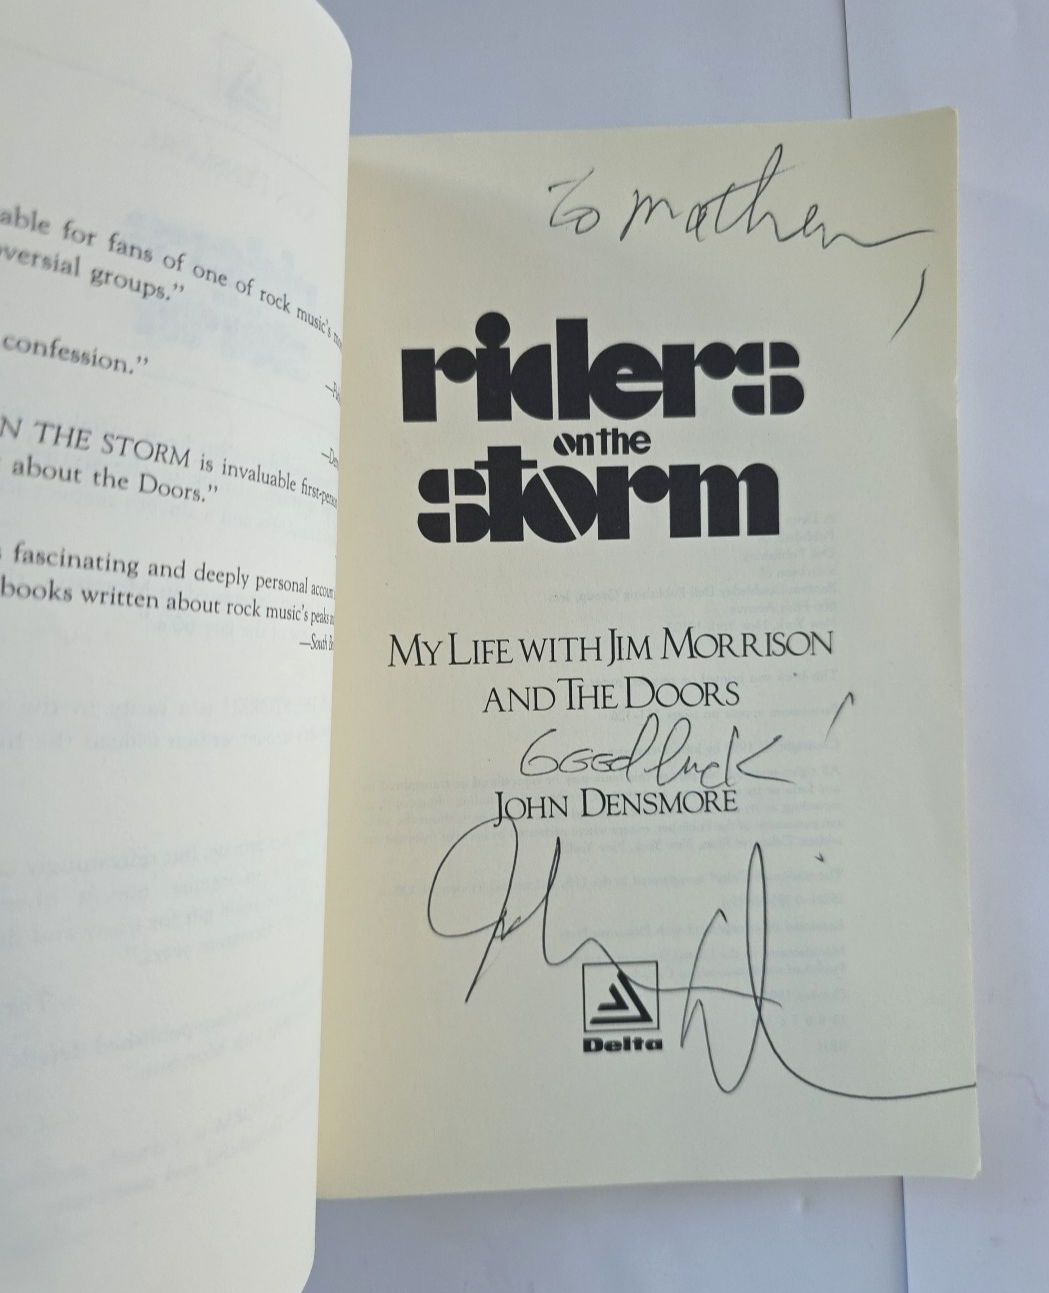 able for fans of one of rock music's
versial groups."
confession."
N THE STORM is invaluable
about the Doors."
fascinating and deeply personal
books written about rock music's peaks
To Mathew,
riders
on the
storm
MY LIFE WITH JIM MORRISON
AND THE DOORS
Good luck!
JOHN DENSMORE
Delta